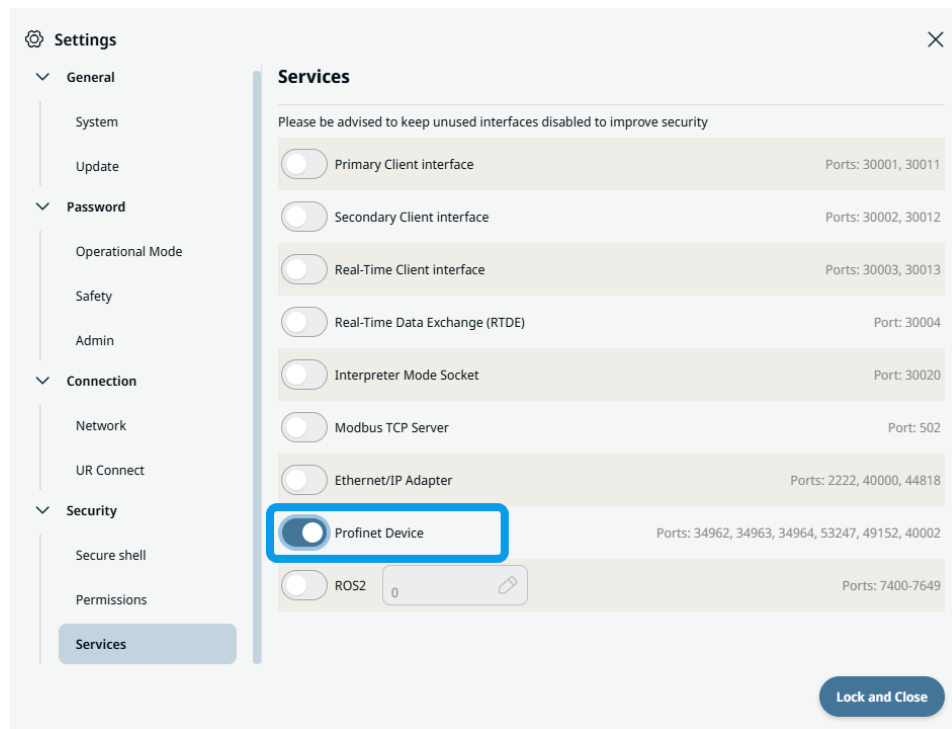 Settings
General
System
Update
Password
Operational Mode
Safety
Admin
Connection
Network
UR Connect
Security
Secure shell
Permissions
Services
Services
Please be advised to keep unused interfaces disabled to improve security
Primary Client interface Ports: 30001, 30011
Secondary Client interface Ports: 30002, 30012
Real-Time Client interface Ports: 30003, 30013
Real-Time Data Exchange (RTDE) Port: 30004
Interpreter Mode Socket Port: 30020
Modbus TCP Server Port: 502
Ethernet/IP Adapter Ports: 2222, 40000, 44818
Profinet Device Ports: 34962, 34963, 34964, 53247, 49152, 40002
ROS2 0 Ports: 7400-7649
Lock and Close